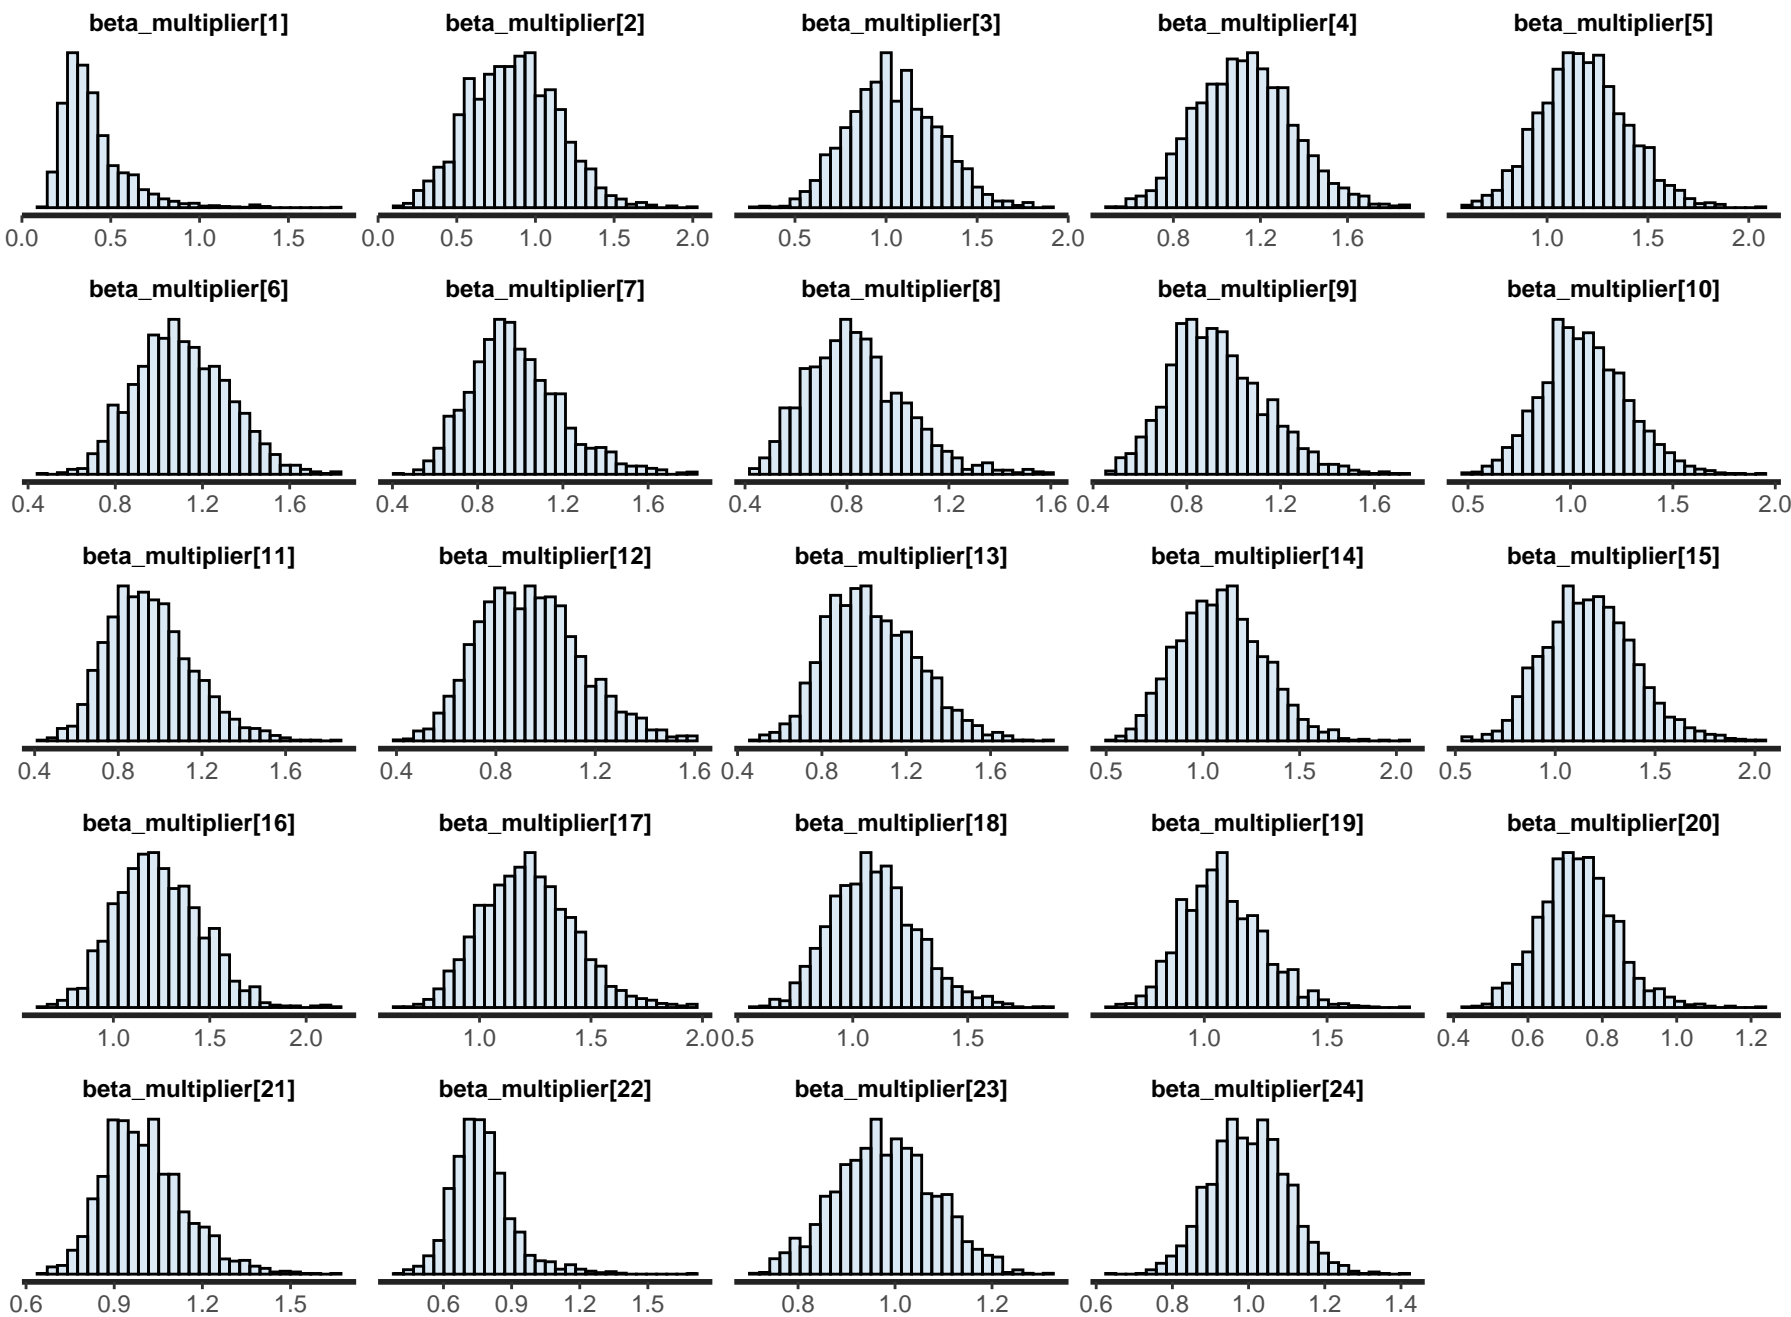 beta_multiplier[1] beta_multiplier[2] beta_multiplier[3] beta_multiplier[4] beta_multiplier[5]
0.0 0.5 1.0 1.5 0.0 0.5 1.0 1.5 2.0 0.5 1.0 1.5 2.0 0.8 1.2 1.6 1.0 1.5 2.0
beta_multiplier[6] beta_multiplier[7] beta_multiplier[8] beta_multiplier[9] beta_multiplier[10]
0.4 0.8 1.2 1.6 0.4 0.8 1.2 1.6 0.4 0.8 1.2 1.6 0.4 0.8 1.2 1.6 0.5 1.0 1.5 2.0
beta_multiplier[11] beta_multiplier[12] beta_multiplier[13] beta_multiplier[14] beta_multiplier[15]
0.4 0.8 1.2 1.6 0.4 0.8 1.2 1.6 0.4 0.8 1.2 1.6 0.5 1.0 1.5 2.0 0.5 1.0 1.5 2.0
beta_multiplier[16] beta_multiplier[17] beta_multiplier[18] beta_multiplier[19] beta_multiplier[20]
1.0 1.5 2.0 1.0 1.5 2.0 0.5 1.0 1.5 1.0 1.5 0.4 0.6 0.8 1.0 1.2
beta_multiplier[21] beta_multiplier[22] beta_multiplier[23] beta_multiplier[24]
0.6 0.9 1.2 1.5 0.6 0.9 1.2 1.5 0.8 1.0 1.2 0.6 0.8 1.0 1.2 1.4